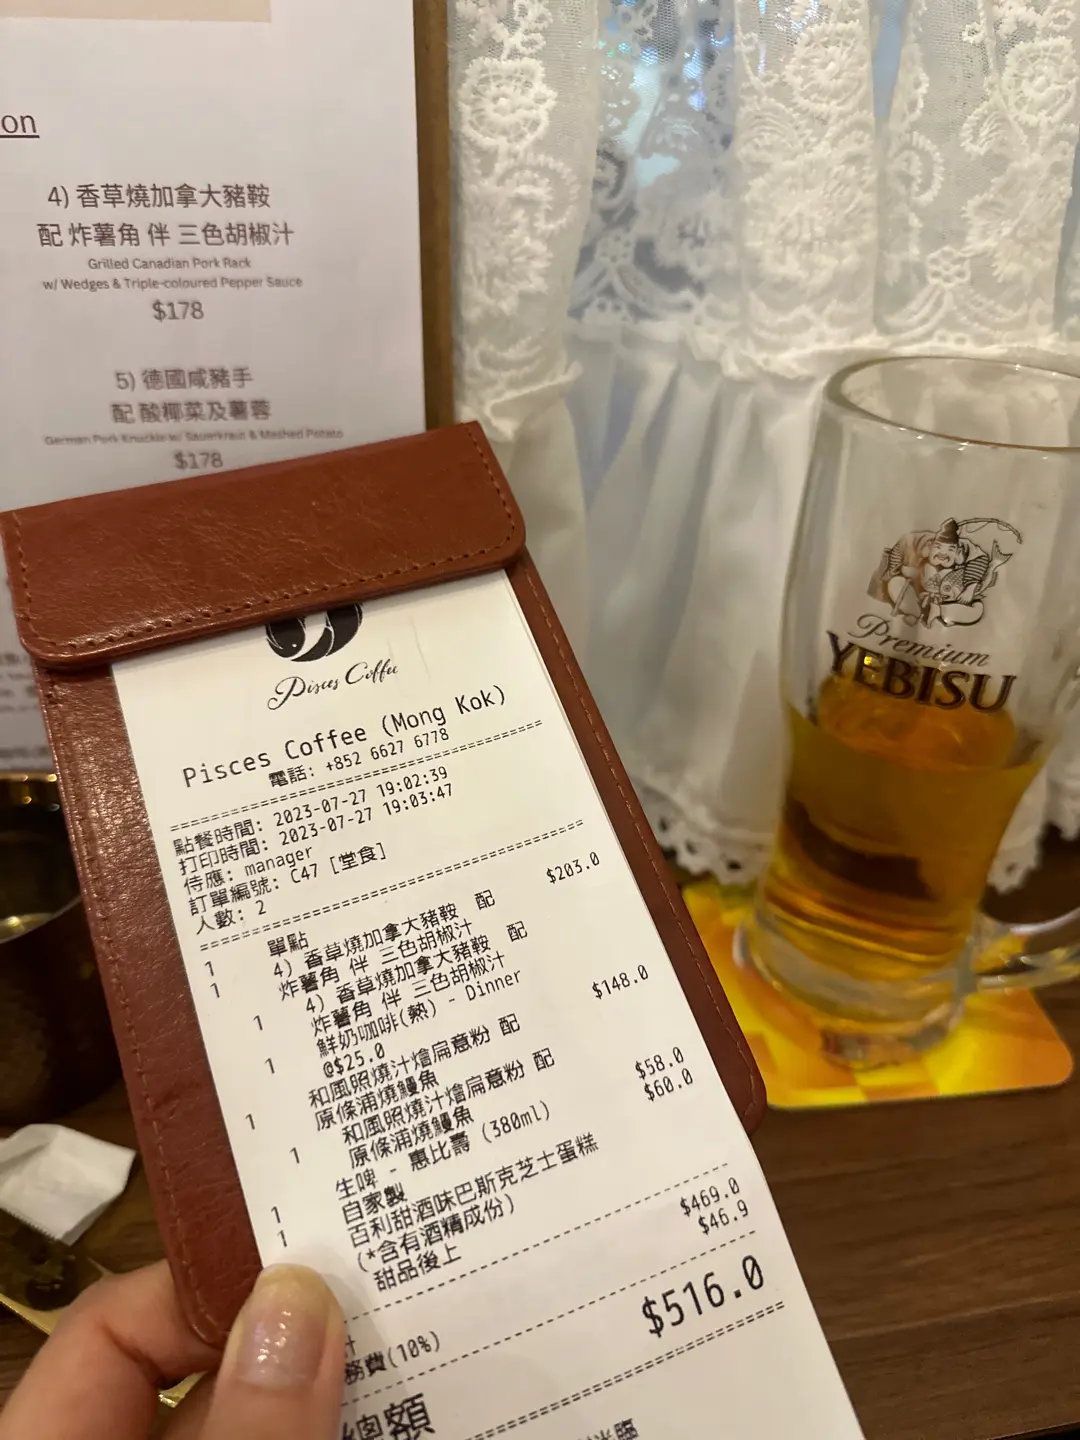 on
4) 香草燒加拿大豬鞍
配 炸薯角 伴 三色胡椒汁
Grilled Canadian Pork Rack
w/ Wedges & Triple-coloured Pepper Sauce
$178
5) 德國咸豬手
配 酸椰菜及薯蓉
German Pork Knuckle w/ Sauerkraut & Mashed Potato
$178
Pisces Coffee
Pisces Coffee (Mong Kok)
電話: +852 6627 6778
點餐時間: 2023-07-27 19:02:39
打印時間: 2023-07-27 19:03:47
侍應: manager
訂單編號: C47 [堂食]
人數: 2
1 單點 $203.0
1 4) 香草燒加拿大豬鞍 配
炸薯角 伴 三色胡椒汁
4) 香草燒加拿大豬鞍 配
1 炸薯角 伴 三色胡椒汁
鮮奶咖啡(熱) - Dinner
1 @$25.0 $148.0
和風照燒汁燴扁意粉 配
1 原條蒲燒鰻魚
和風照燒汁燴扁意粉 配
1 原條蒲燒鰻魚
生啤 - 惠比壽 (380ml) $58.0
1 自家製 $60.0
1 百利甜酒味巴斯克芝士蛋糕
(*含有酒精成份)
甜品後上
計 $469.0
務費(10%) $46.9
總額 $516.0
Premium
YEBISU